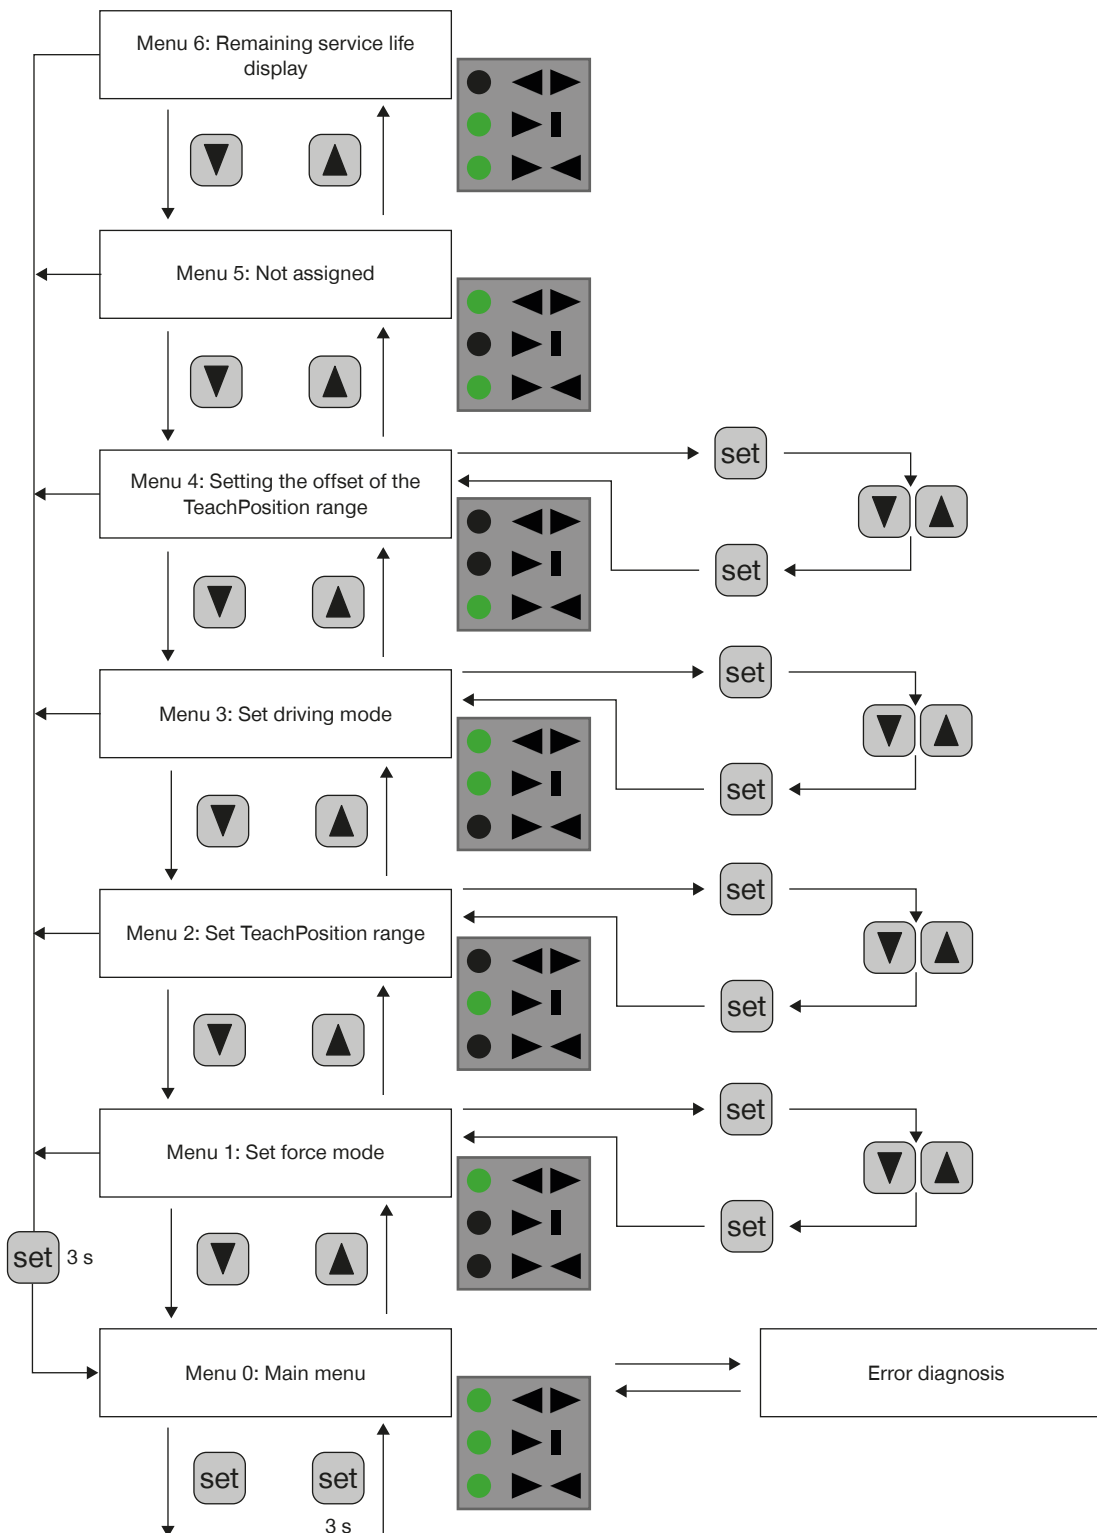 Menu 6: Remaining service life
display
Menu 5: Not assigned
Menu 4: Setting the offset of the
TeachPosition range
set
set
Menu 3: Set driving mode
set
set
Menu 2: Set TeachPosition range
set
set
Menu 1: Set force mode
set
set
set 3 s
Menu 0: Main menu
Error diagnosis
set
set
3 s